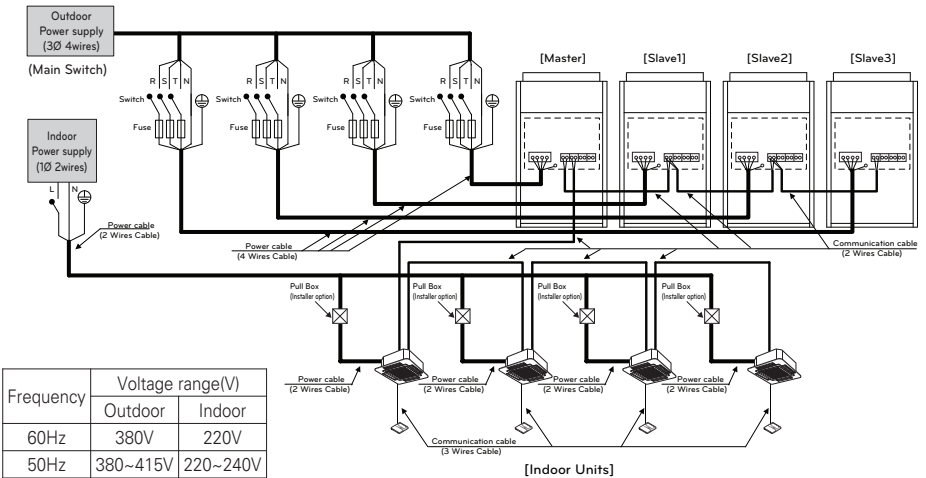 Outdoor
Power supply
(3Ø 4wires)
(Main Switch)
[Master]
[Slave1]
[Slave2]
[Slave3]
R S T N
R S T N
R S T N
R S T N
Switch
Switch
Switch
Switch
Fuse
Fuse
Fuse
Fuse
Indoor
Power supply
(1Ø 2wires)
L N
Power cable
(2 Wires Cable)
Power cable
(4 Wires Cable)
Communication cable
(2 Wires Cable)
Pull Box
(Installer option)
Pull Box
(Installer option)
Pull Box
(Installer option)
Pull Box
(Installer option)
Power cable
(2 Wires Cable)
Power cable
(2 Wires Cable)
Power cable
(2 Wires Cable)
Power cable
(2 Wires Cable)
Communication cable
(3 Wires Cable)
[Indoor Units]
Frequency Voltage range(V)
Outdoor Indoor
60Hz 380V 220V
50Hz 380~415V 220~240V